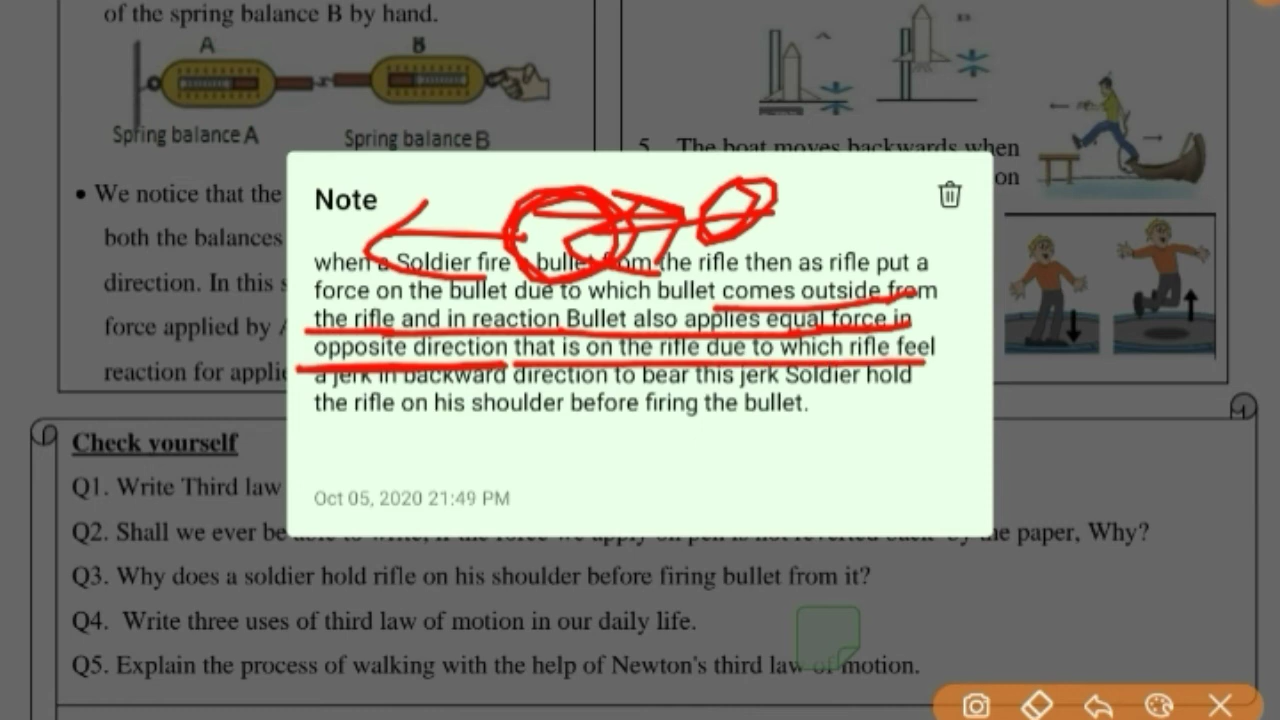 of the spring balance B by hand.
A
B
Spring balance A
Spring balance B
• We notice that the
both the balances
direction. In this
force applied by
reaction for applie
5. The boat moves backwards when
on
Note
when a Soldier fire bullet from the rifle then as rifle put a
force on the bullet due to which bullet comes outside from
the rifle and in reaction Bullet also applies equal force in
opposite direction that is on the rifle due to which rifle feel
a jerk in backward direction to bear this jerk Soldier hold
the rifle on his shoulder before firing the bullet.
Oct 05, 2020 21:49 PM
Check yourself
Q1. Write Third law
Q2. Shall we ever be able to write, if the force we apply on pen is not reverted back by the paper, Why?
Q3. Why does a soldier hold rifle on his shoulder before firing bullet from it?
Q4. Write three uses of third law of motion in our daily life.
Q5. Explain the process of walking with the help of Newton's third law of motion.